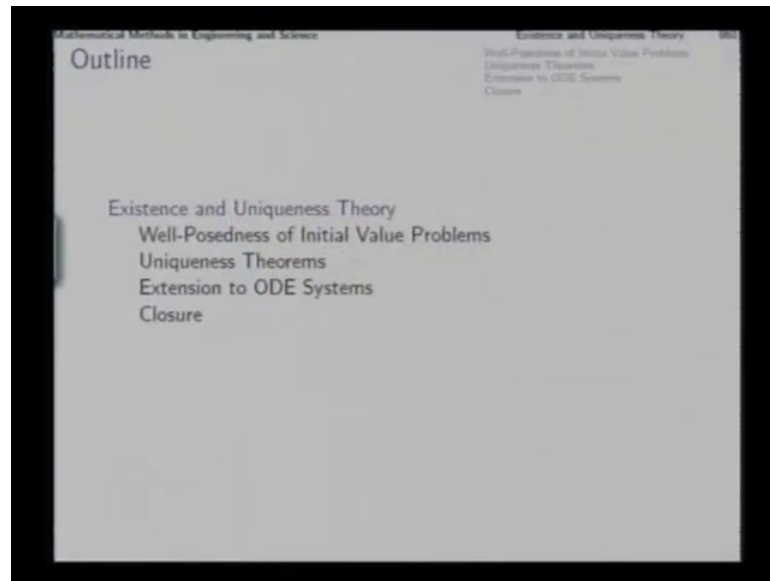 Mathematical Methods in Engineering and Science
Existence and Uniqueness Theory
Outline
Well-Posedness of Initial Value Problems
Uniqueness Theorems
Extension to ODE Systems
Closure
Existence and Uniqueness Theory
Well-Posedness of Initial Value Problems
Uniqueness Theorems
Extension to ODE Systems
Closure